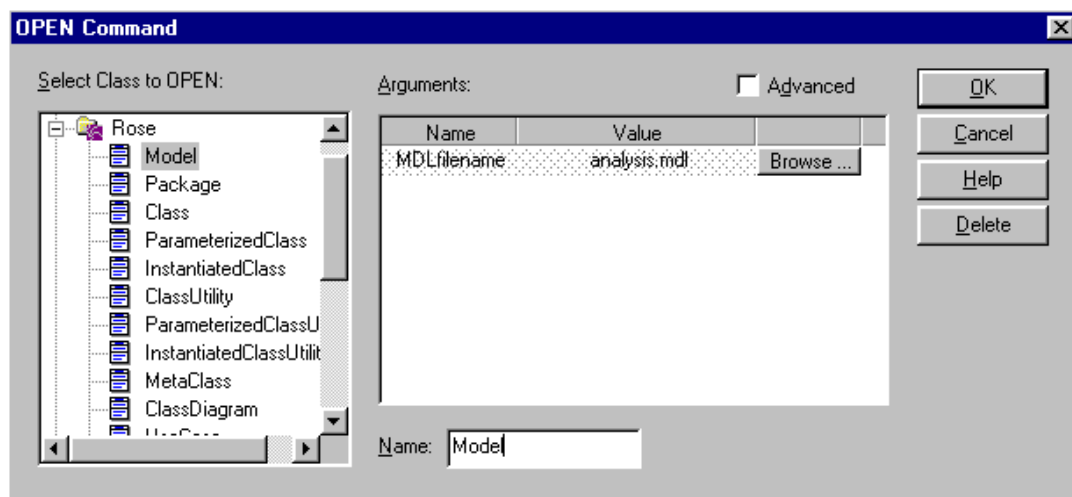 OPEN Command
Select Class to OPEN:
Rose
Model
Package
Class
ParameterizedClass
InstantiatedClass
ClassUtility
ParameterizedClassU
InstantiatedClassUtilit
MetaClass
ClassDiagram
Arguments:
Advanced
Name Value
MDLfilename analysis.mdl Browse ...
Name: Model
OK
Cancel
Help
Delete